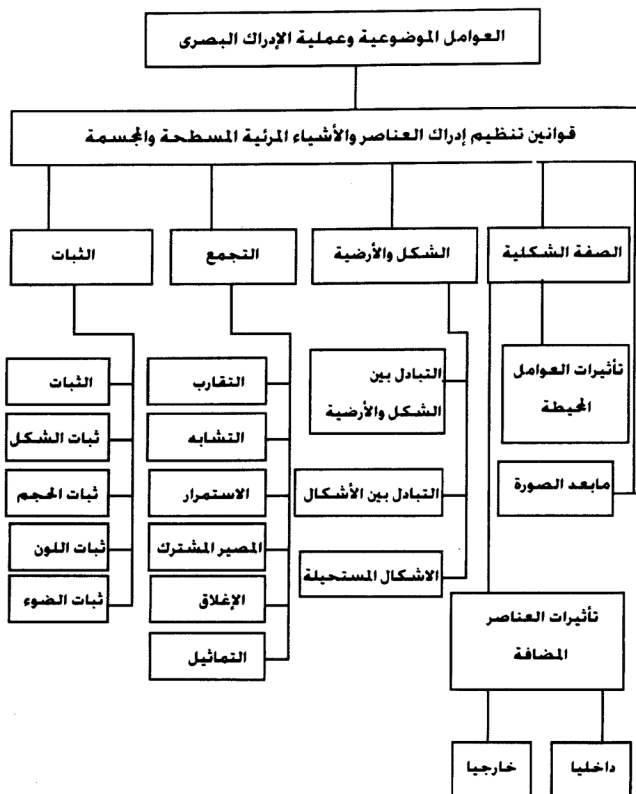 العوامل الموضوعية وعملية الإدراك البصرى
قوانين تنظيم إدراك العناصر والأشياء المرئية المسطحة والمجسمة
الصفة الشكلية
الشكل والأرضية
التجمع
الثبات
تأثيرات العوامل
المحيطة
مابعد الصورة
تأثيرات العناصر
المضافة
داخليا
خارجيا
التبادل بين
الشكل والأرضية
التبادل بين الأشكال
الاشكال المستحيلة
التقارب
التشابه
الاستمرار
المصير المشترك
الإغلاق
التماثيل
الثبات
ثبات الشكل
ثبات الحجم
ثبات اللون
ثبات الضوء